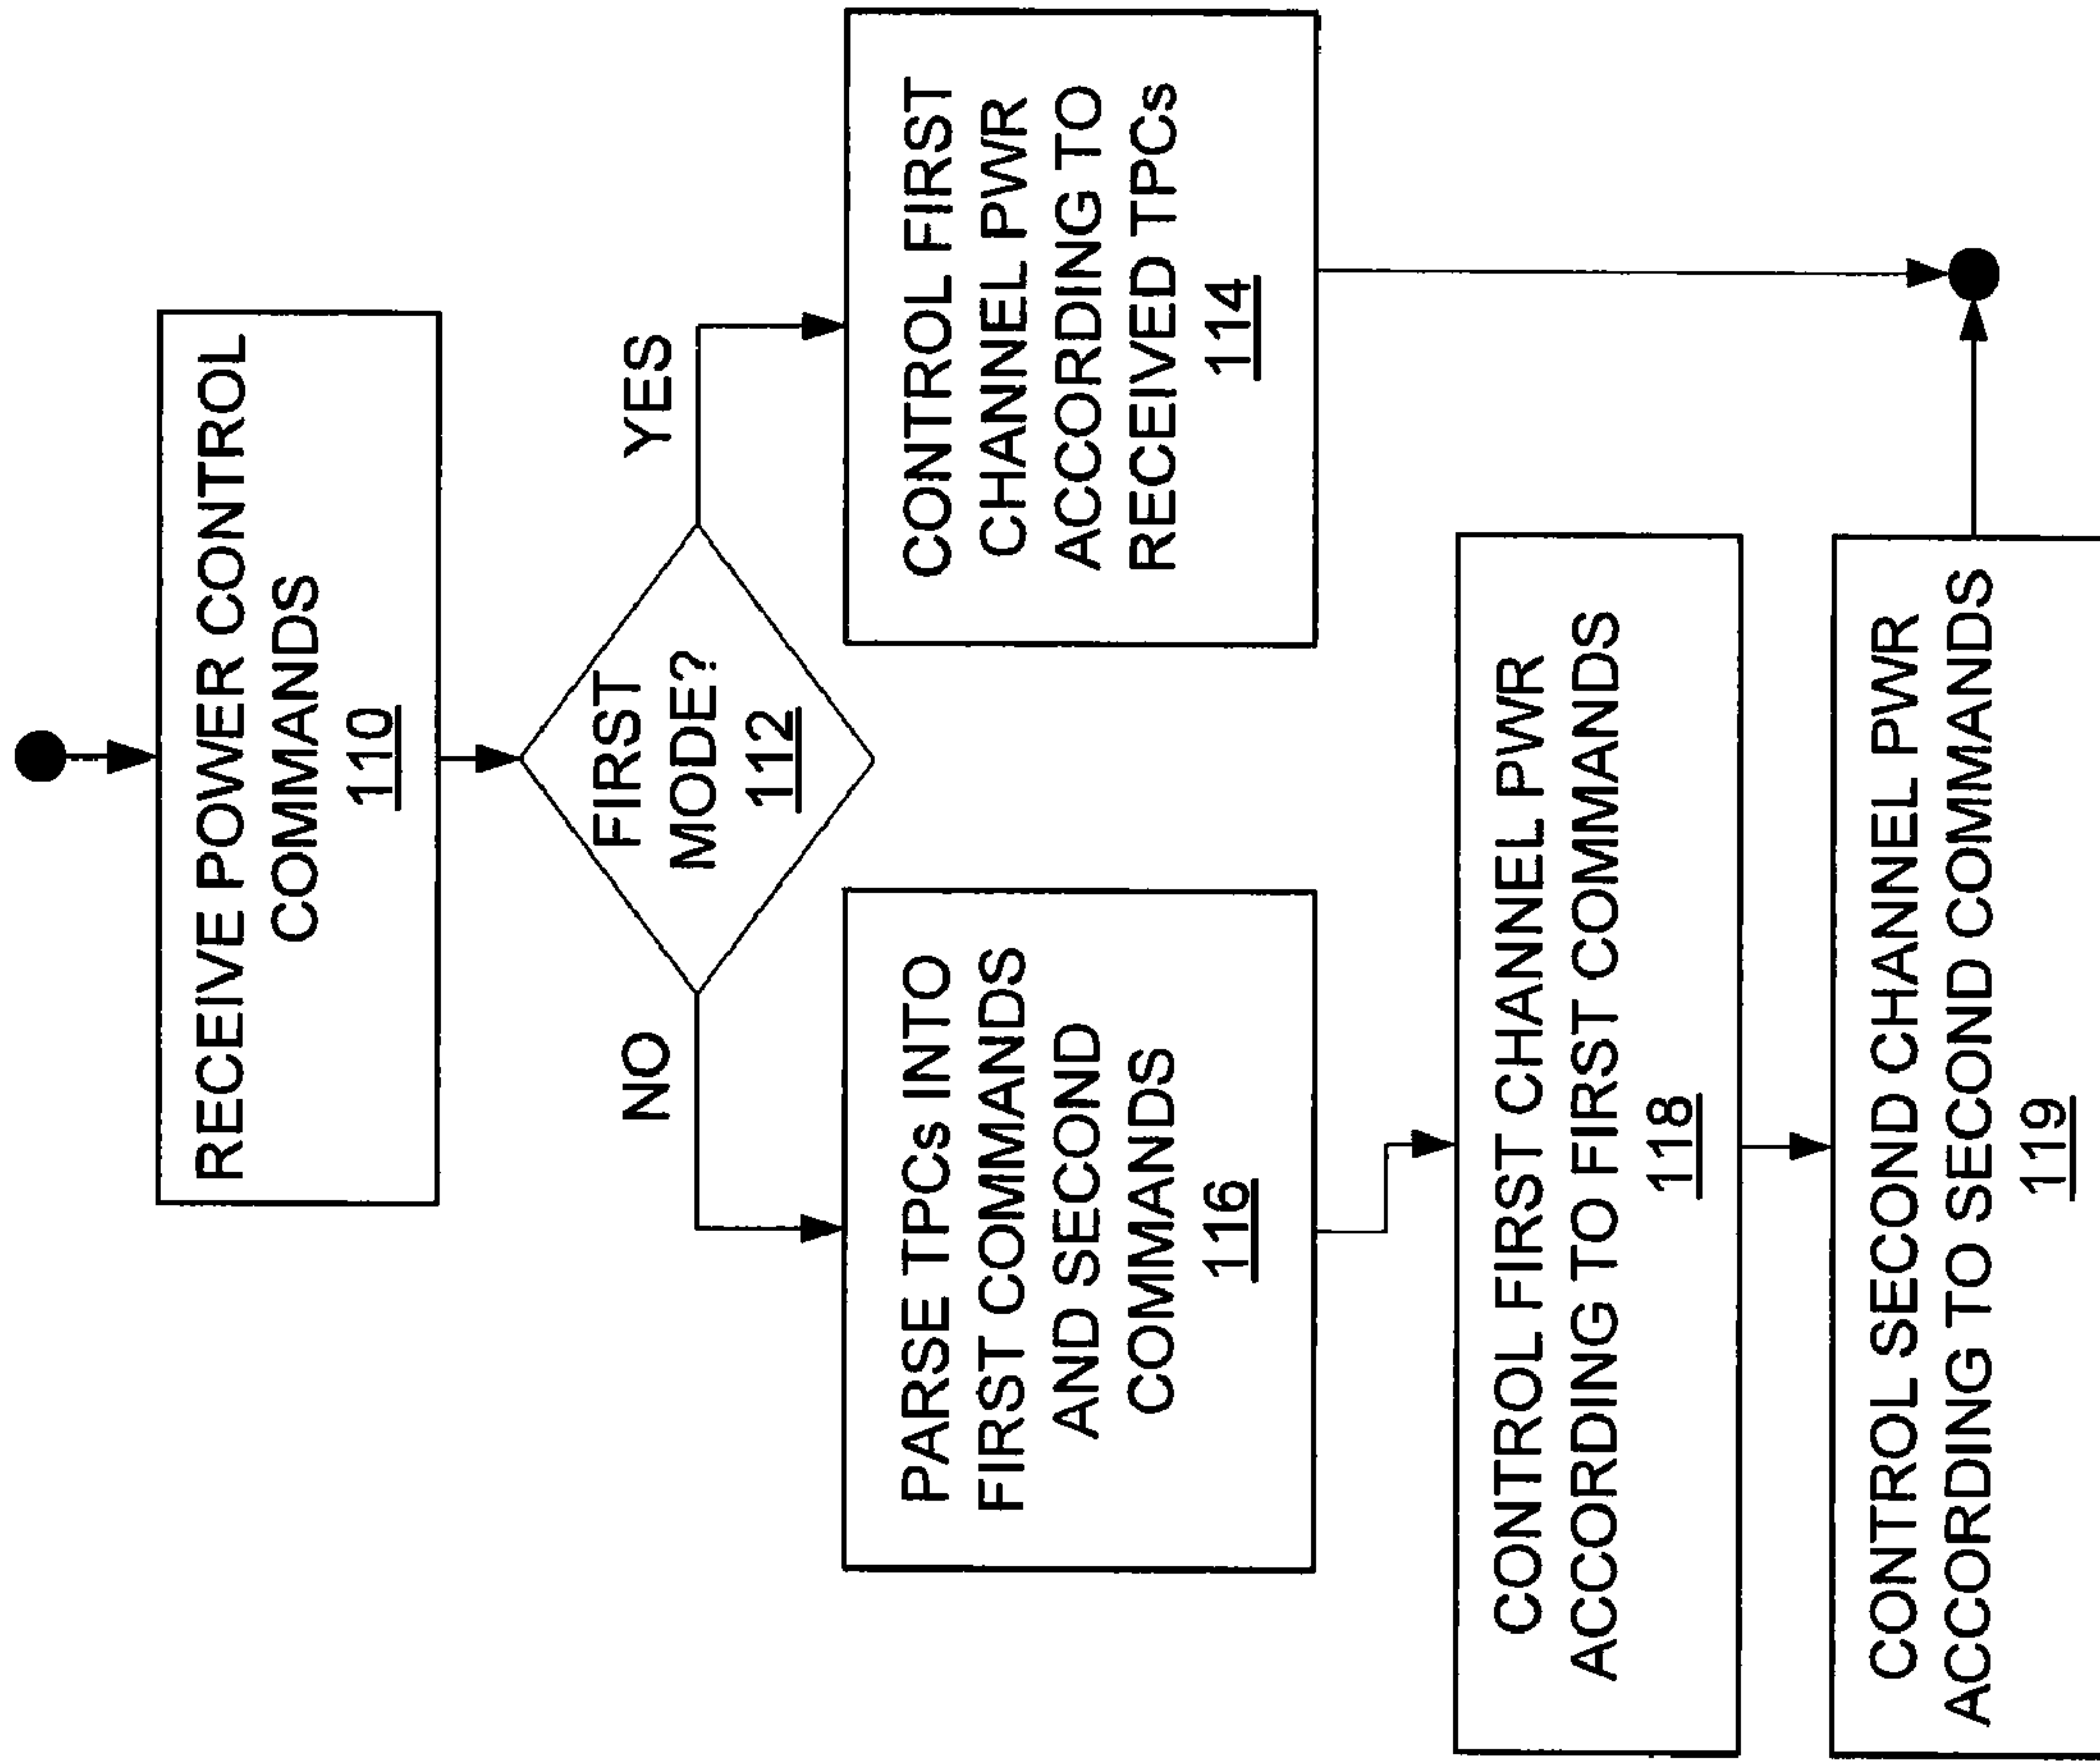 RECEIVE POWER CONTROL
COMMANDS
110
FIRST
MODE?
112
YES
NO
CONTROL FIRST
CHANNEL PWR
ACCORDING TO
RECEIVED TPCs
114
PARSE TPCs INTO
FIRST COMMANDS
AND SECOND
COMMANDS
116
CONTROL FIRST CHANNEL PWR
ACCORDING TO FIRST COMMANDS
118
CONTROL SECOND CHANNEL PWR
ACCORDING TO SECOND COMMANDS
119